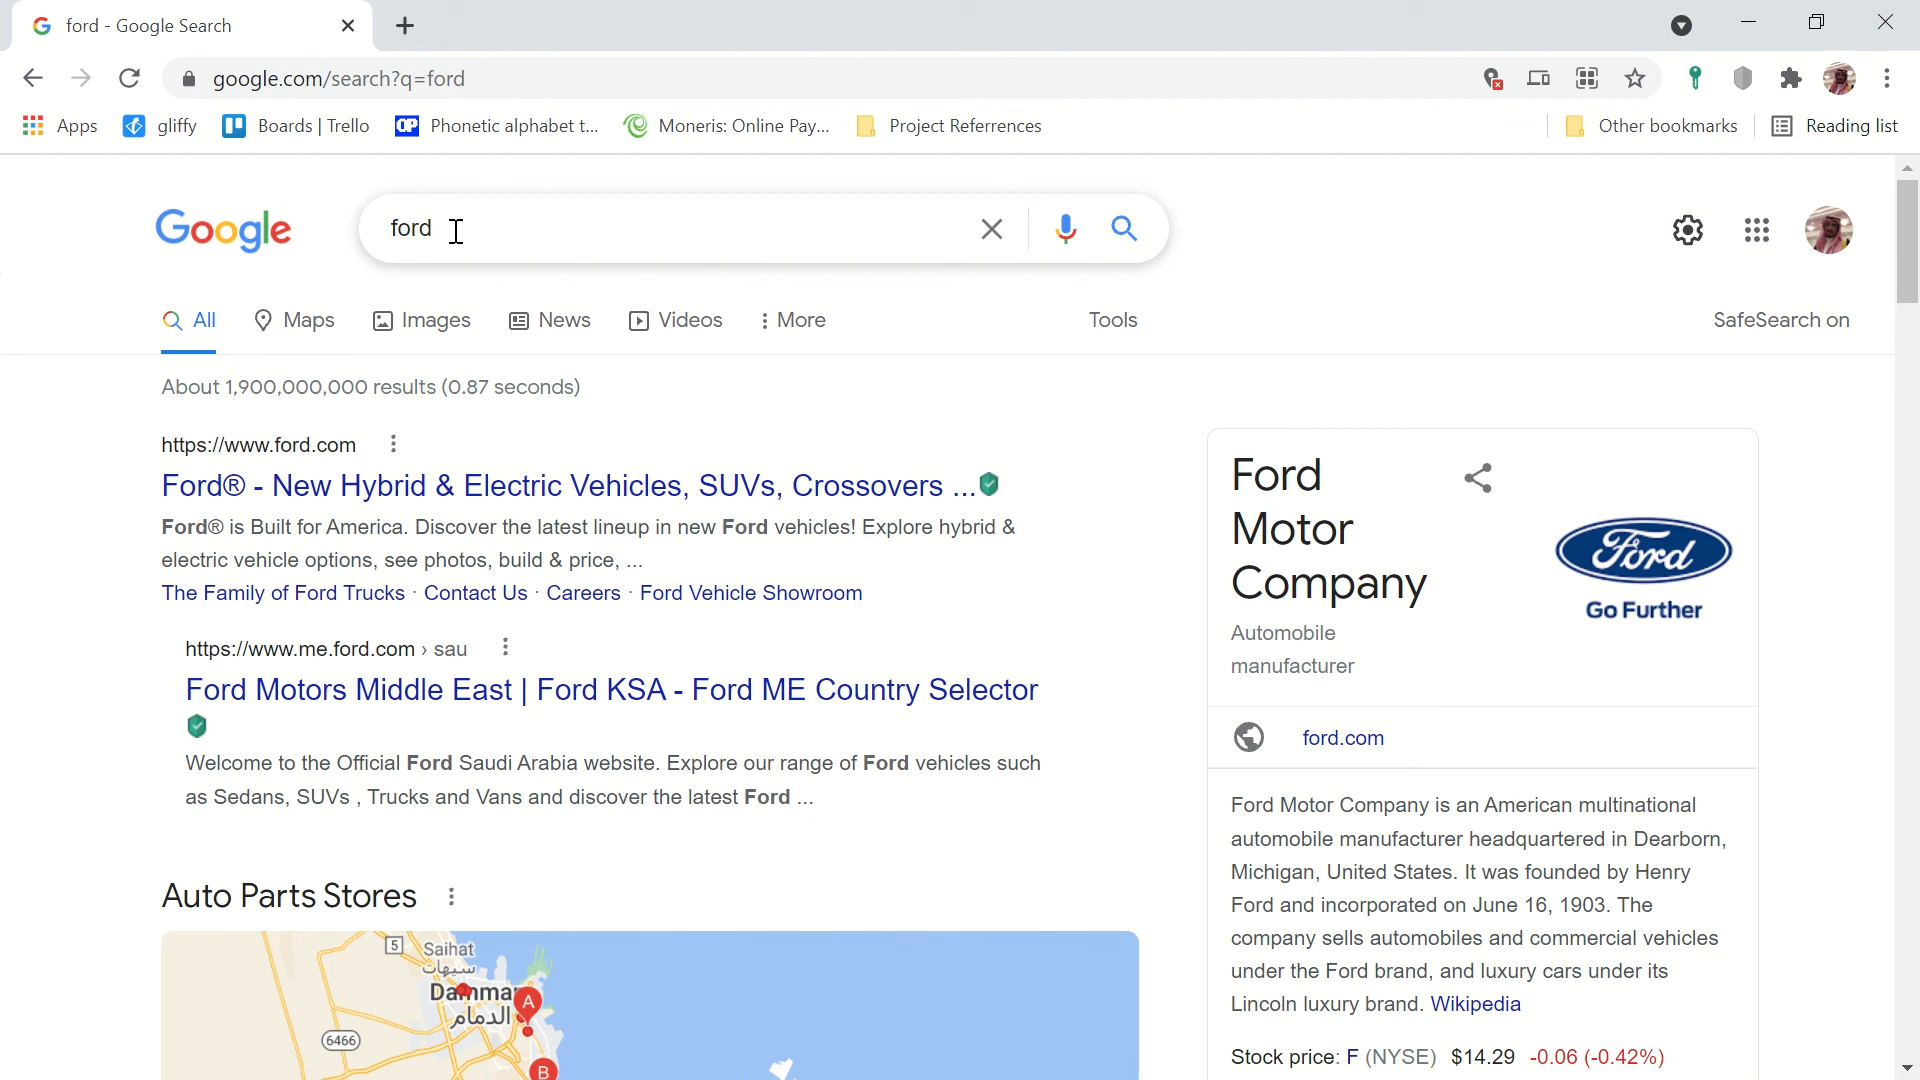 ford - Google Search
google.com/search?q=ford
Apps
gliffy
Boards | Trello
OP Phonetic alphabet t...
Moneris: Online Pay...
Project Referrences
Other bookmarks
Reading list
Google
ford
All
Maps
Images
News
Videos
More
Tools
SafeSearch on
About 1,900,000,000 results (0.87 seconds)
https://www.ford.com
Ford® - New Hybrid & Electric Vehicles, SUVs, Crossovers ...
Ford® is Built for America. Discover the latest lineup in new Ford vehicles! Explore hybrid &
electric vehicle options, see photos, build & price, ...
The Family of Ford Trucks · Contact Us · Careers · Ford Vehicle Showroom
https://www.me.ford.com › sau
Ford Motors Middle East | Ford KSA - Ford ME Country Selector
Welcome to the Official Ford Saudi Arabia website. Explore our range of Ford vehicles such
as Sedans, SUVs , Trucks and Vans and discover the latest Ford ...
Auto Parts Stores
5
Saihat
سيهات
الدمام
A
6466
B
Ford
Motor
Company
Automobile
manufacturer
Ford
Go Further
ford.com
Ford Motor Company is an American multinational
automobile manufacturer headquartered in Dearborn,
Michigan, United States. It was founded by Henry
Ford and incorporated on June 16, 1903. The
company sells automobiles and commercial vehicles
under the Ford brand, and luxury cars under its
Lincoln luxury brand. Wikipedia
Stock price: F (NYSE) $14.29 -0.06 (-0.42%)